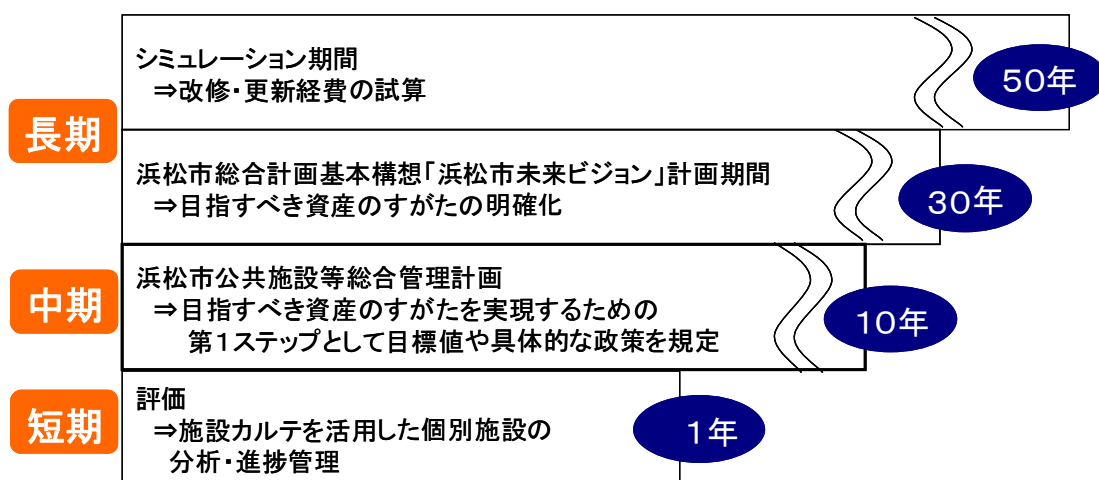 長期
シミュレーション期間
⇒改修・更新経費の試算
50年
浜松市総合計画基本構想「浜松市未来ビジョン」計画期間
⇒目指すべき資産のすがたの明確化
30年
中期
浜松市公共施設等総合管理計画
⇒目指すべき資産のすがたを実現するための
第1ステップとして目標値や具体的な政策を規定
10年
短期
評価
⇒施設カルテを活用した個別施設の
分析・進捗管理
1年